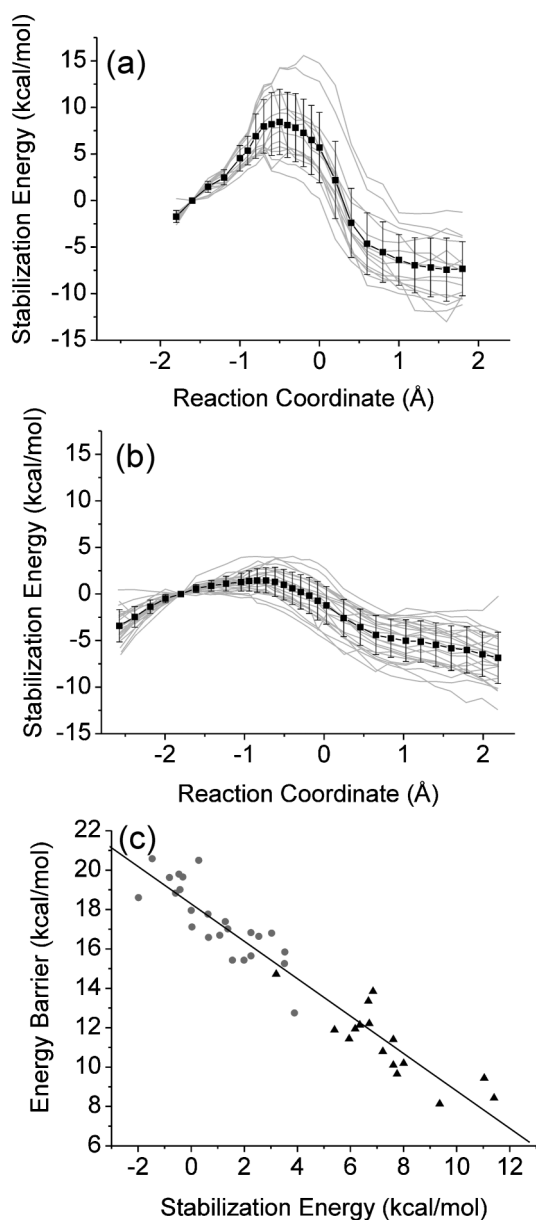 (a)
Stabilization Energy (kcal/mol)
15
10
5
0
-5
-10
-15
-2 -1 0 1 2
Reaction Coordinate (Å)
(b)
Stabilization Energy (kcal/mol)
15
10
5
0
-5
-10
-15
-2 -1 0 1 2
Reaction Coordinate (Å)
(c)
Energy Barrier (kcal/mol)
22
20
18
16
14
12
10
8
6
-2 0 2 4 6 8 10 12
Stabilization Energy (kcal/mol)